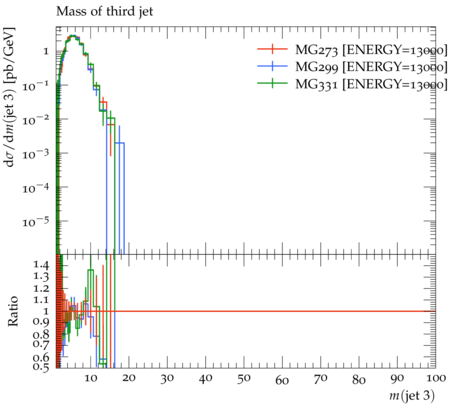 Mass of third jet
dσ/dm(jet 3) [pb/GeV]
MG273 [ENERGY=13000]
MG299 [ENERGY=13000]
MG331 [ENERGY=13000]
1
10⁻¹
10⁻²
10⁻³
10⁻⁴
10⁻⁵
Ratio
1.4
1.3
1.2
1.1
1
0.9
0.8
0.7
0.6
0.5
10 20 30 40 50 60 70 80 90 100
m(jet 3)